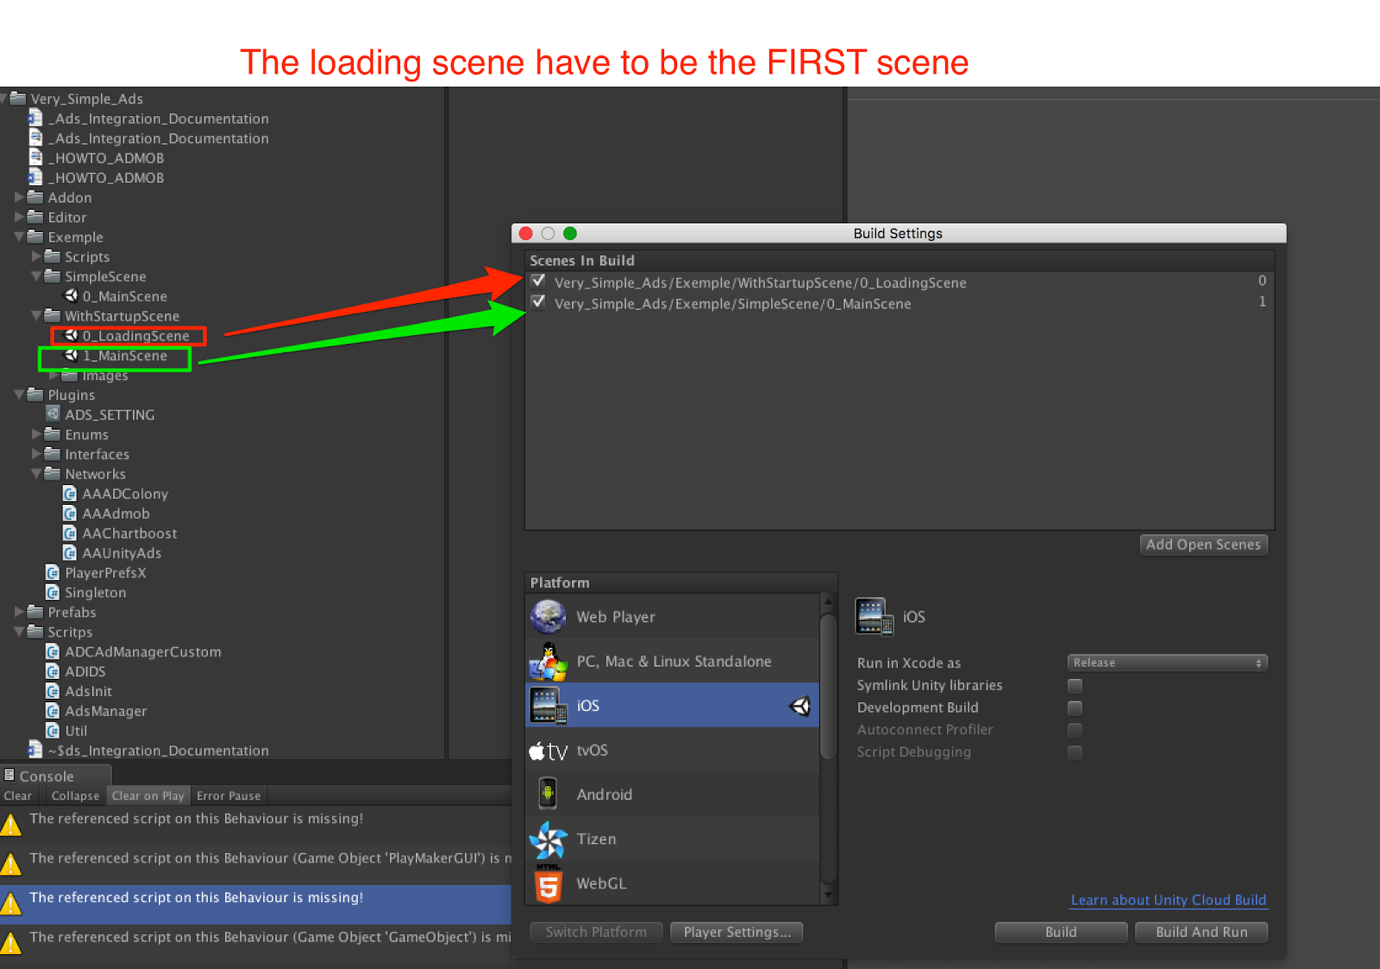 The loading scene have to be the FIRST scene
Very_Simple_Ads
_Ads_Integration_Documentation
_Ads_Integration_Documentation
_HOWTO_ADMOB
_HOWTO_ADMOB
Addon
Editor
Exemple
Scripts
SimpleScene
0_MainScene
WithStartupScene
0_LoadingScene
1_MainScene
Images
Plugins
ADS_SETTING
Enums
Interfaces
Networks
AAADColony
AAAdmob
AAChartboost
AAUnityAds
PlayerPrefsX
Singleton
Prefabs
Scritps
ADCAdManagerCustom
ADIDS
AdsInit
AdsManager
Util
~$ds_Integration_Documentation
Console
Clear Collapse Clear on Play Error Pause
The referenced script on this Behaviour is missing!
The referenced script on this Behaviour (Game Object 'PlayMakerGUI') is m
The referenced script on this Behaviour is missing!
The referenced script on this Behaviour (Game Object 'GameObject') is mi
Build Settings
Scenes In Build
Very_Simple_Ads/Exemple/WithStartupScene/0_LoadingScene 0
Very_Simple_Ads/Exemple/SimpleScene/0_MainScene 1
Add Open Scenes
Platform
Web Player
PC, Mac & Linux Standalone
iOS
tv tvOS
Android
Tizen
HTML 5 WebGL
iOS
Run in Xcode as Release
Symlink Unity libraries
Development Build
Autoconnect Profiler
Script Debugging
Learn about Unity Cloud Build
Switch Platform Player Settings... Build Build And Run